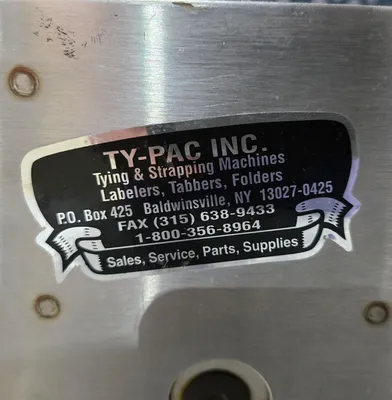 TY-PAC INC.
Tying & Strapping Machines
Labelers, Tabbers, Folders
P.O. Box 425 Baldwinsville, NY 13027-0425
FAX (315) 638-9433
1-800-356-8964
Sales, Service, Parts, Supplies